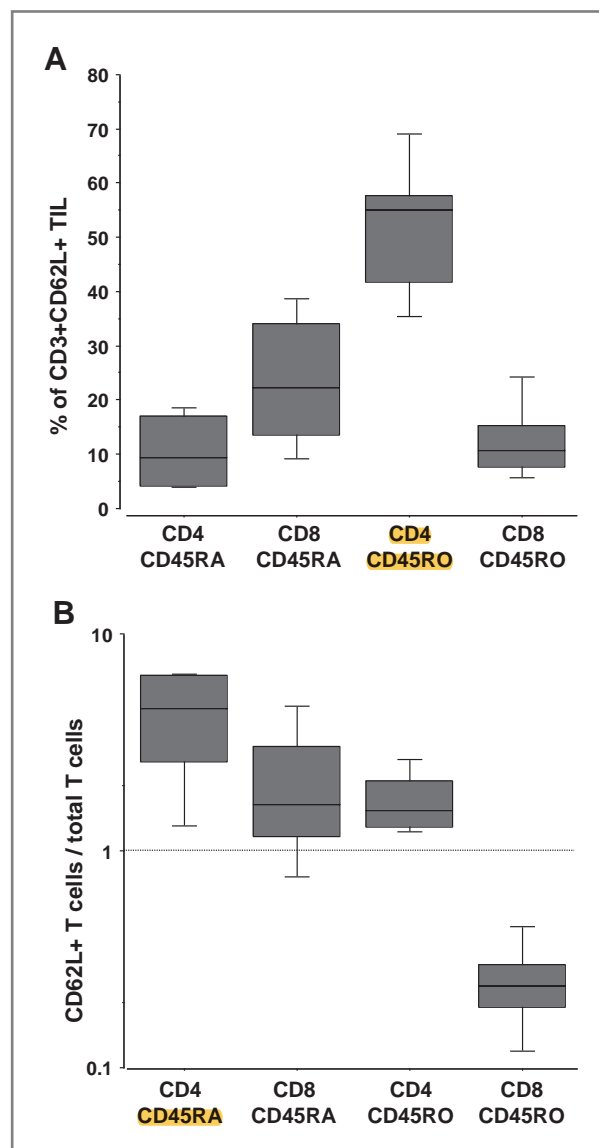 A
% of CD3+CD62L+ TIL
80
70
60
50
40
30
20
10
0
CD4 CD8 CD4 CD8
CD45RA CD45RA CD45RO CD45RO
B
CD62L+ T cells / total T cells
10
1
0.1
CD4 CD8 CD4 CD8
CD45RA CD45RA CD45RO CD45RO